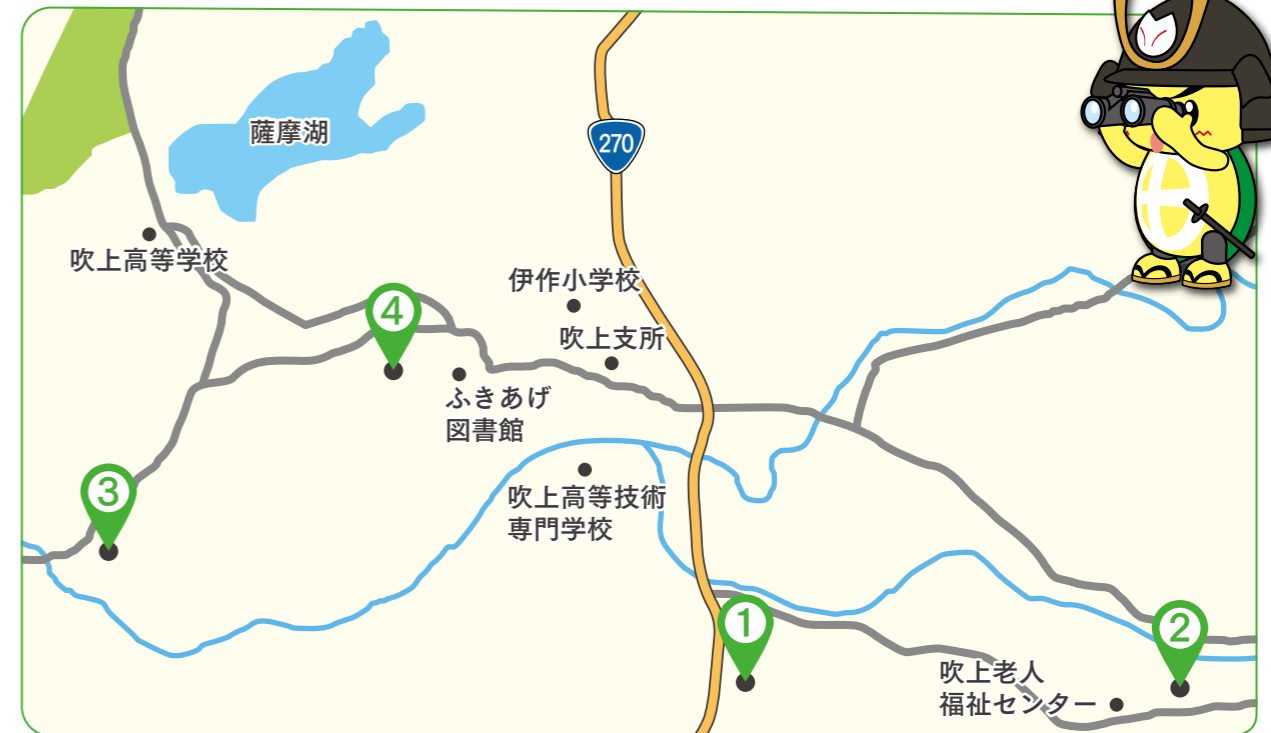 薩摩湖
270
吹上高等学校
伊作小学校
4
吹上支所
ふきあげ
図書館
3
吹上高等技術
専門学校
1
2
吹上老人
福祉センター